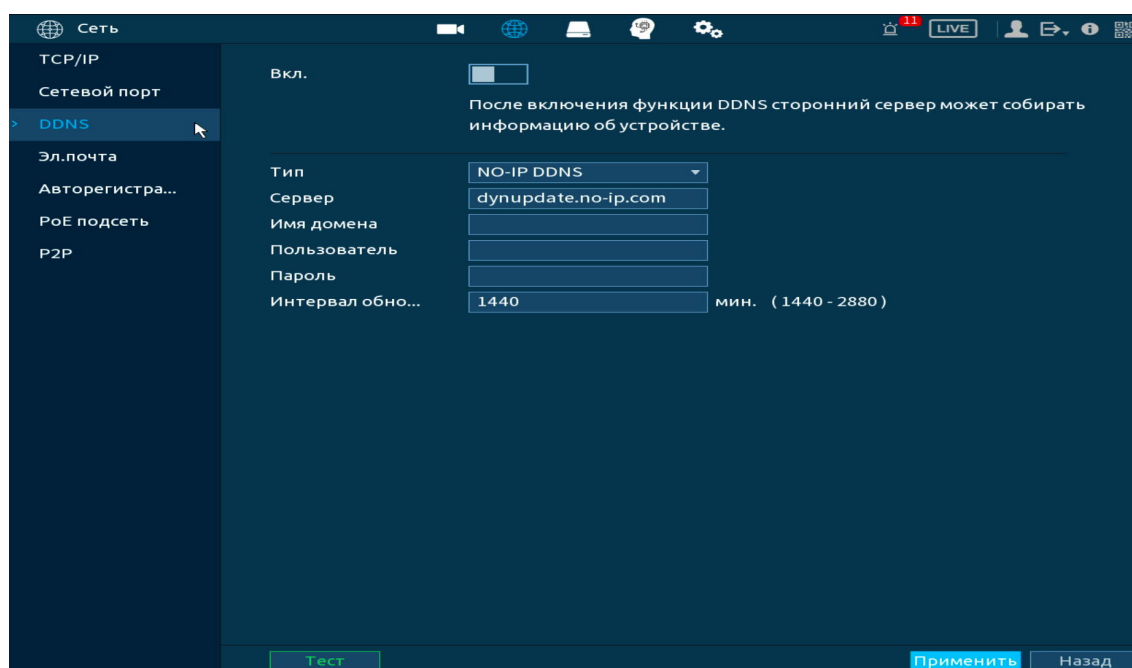 Сеть
11
LIVE
TCP/IP
Сетевой порт
> DDNS
Эл.почта
Авторегистра...
PoE подсеть
P2P
Вкл.
После включения функции DDNS сторонний сервер может собирать
информацию об устройстве.
Тип NO-IP DDNS
Сервер dynupdate.no-ip.com
Имя домена
Пользователь
Пароль
Интервал обно... 1440 мин. ( 1440 - 2880 )
Тест Применить Назад